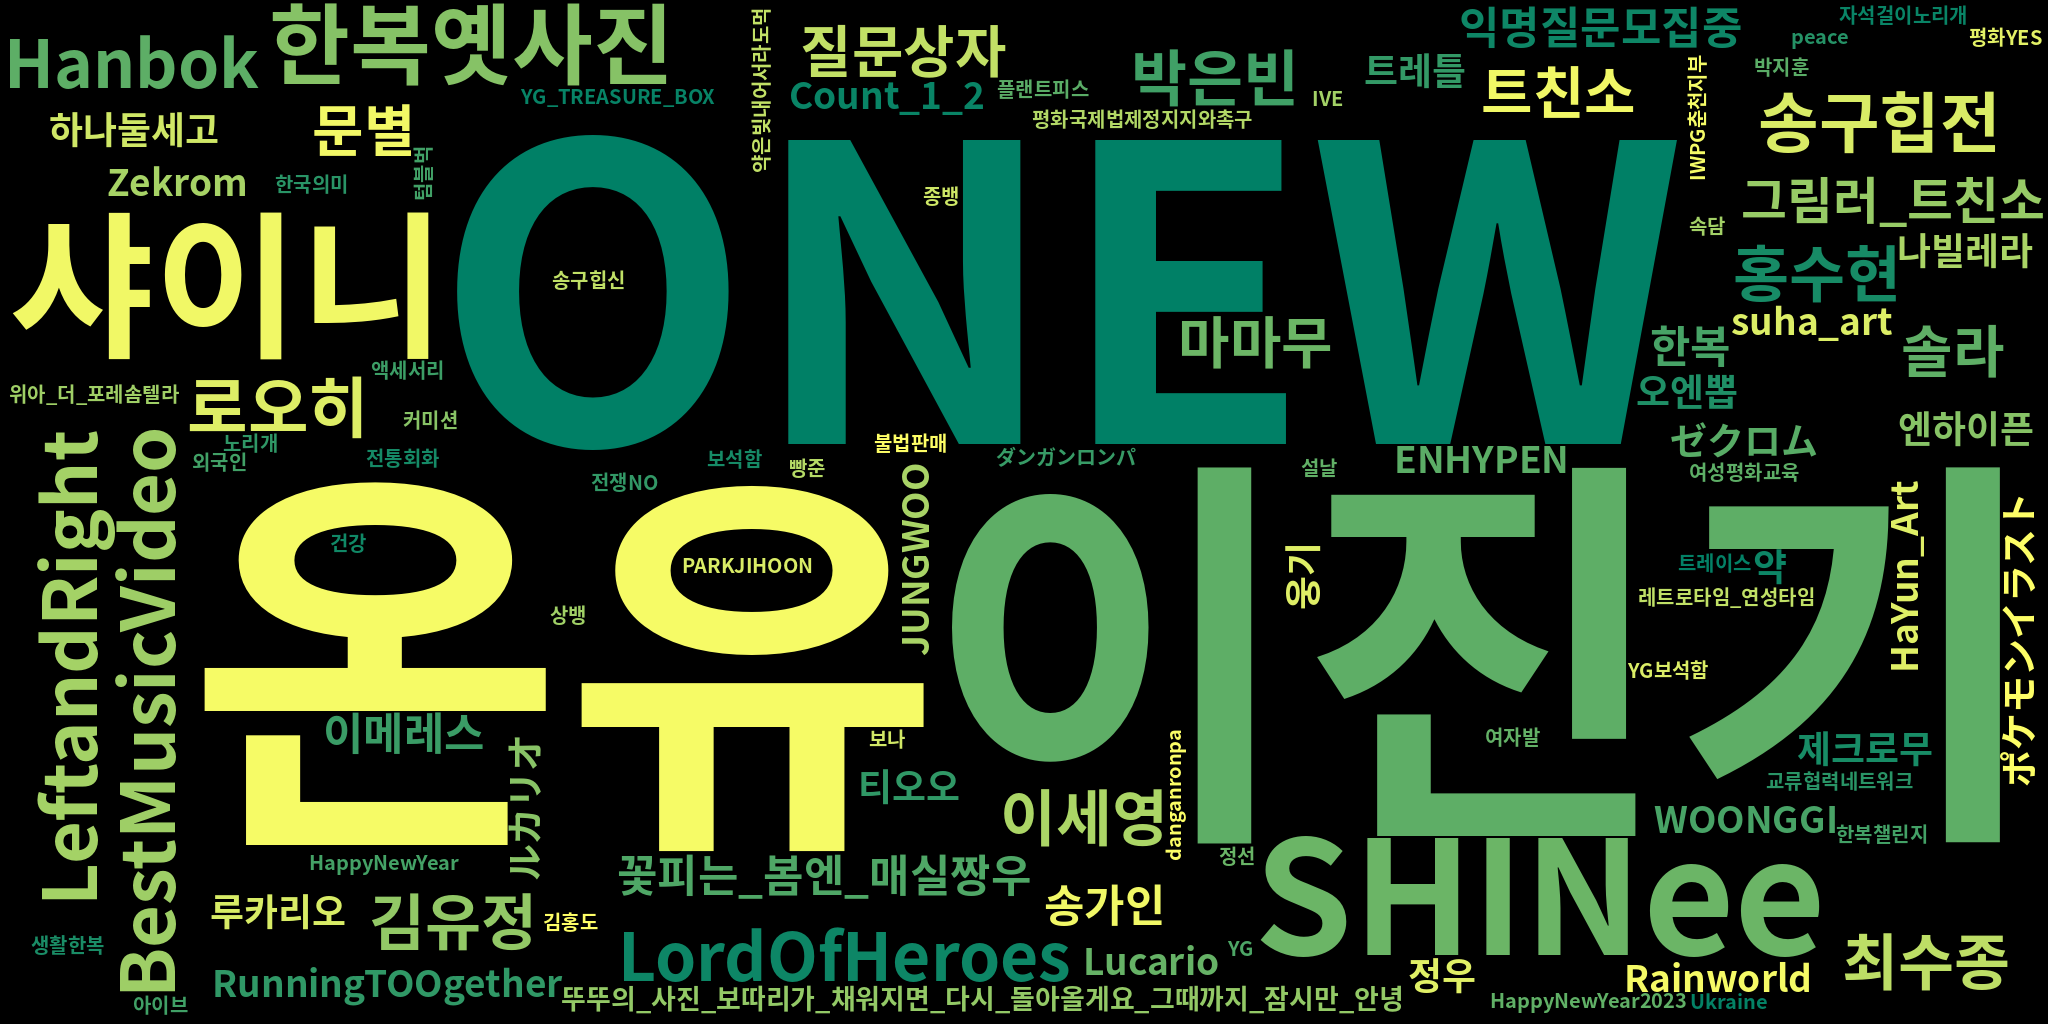 Hanbok
한복옛사진
YG_TREASURE_BOX
약은빛내어서라도먹
질문상자
Count_1_2
플랜트피스
평화국제법제정지지와촉구
박은빈
IVE
트레틀
익명질문모집중
트친소
자석걸이노리개
peace
평화YES
박지훈
IWPG춘천지부
송구힙전
하나둘세고
문별
Zekrom
한국의미
텀블벅
ONEW
종뱅
송구힙신
그림러_트친소
속담
나빌레라
홍수현
suha_art
샤이니
마마무
한복
솔라
액세서리
위아_더_포레솜텔라
로오히
커미션
오엔뽑
엔하이픈
노리개
외국인
전통회화
전쟁NO
보석함
빵준
불법판매
ダンガンロンパ
설날
ENHYPEN
ゼクロム
여성평화교육
LeftandRight
BestMusicVideo
온유
건강
PARKJIHOON
상뱅
JUNGWOO
이진기
웅기
트레이스
약
레트로타임_연성타임
HaYun_Art
ポケモンイラスト
YG보석함
이메레스
ルカリオ
보나
티오오
이세영
danganronpa
여자발
제크로무
교류협력네트워크
WOONGGI
한복챌린지
HappyNewYear
정선
SHINee
꽃피는_봄엔_매실짱우
루카리오
김유정
김홍도
송가인
생활한복
LordOfHeroes
Lucario
YG
정우
최수종
RunningTOOgether
Rainworld
아이브
뚜뚜의_사진_보따리가_채워지면_다시_돌아올게요_그때까지_잠시만_안녕
HappyNewYear2023
Ukraine